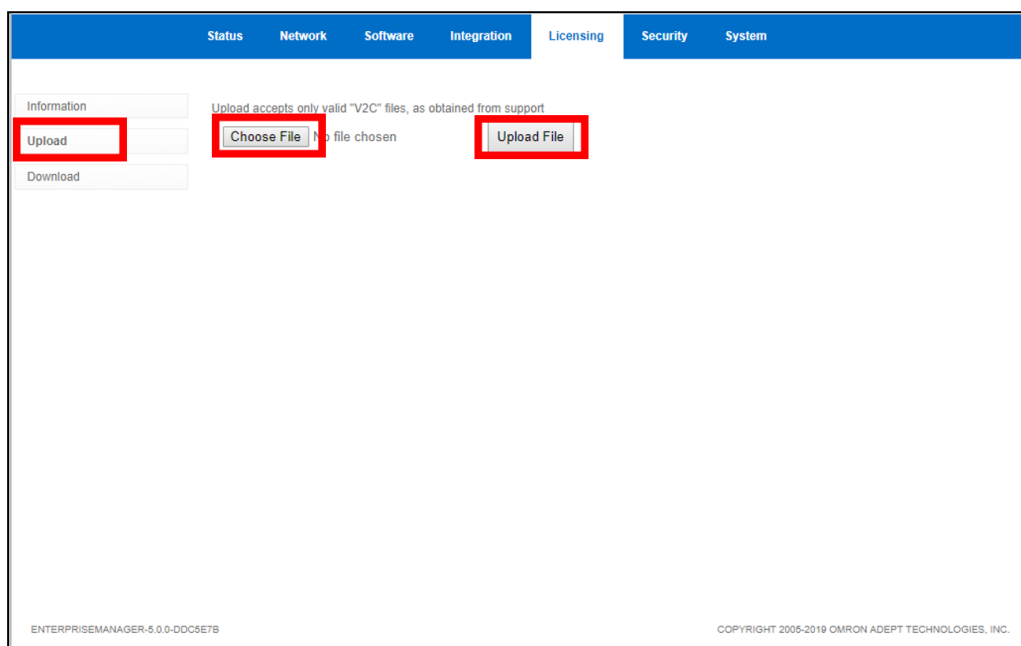 Status Network Software Integration Licensing Security System
Information
Upload
Download
Upload accepts only valid "V2C" files, as obtained from support
Choose File No file chosen Upload File
ENTERPRISEMANAGER-5.0.0-DDC5E7B
COPYRIGHT 2005-2019 OMRON ADEPT TECHNOLOGIES, INC.